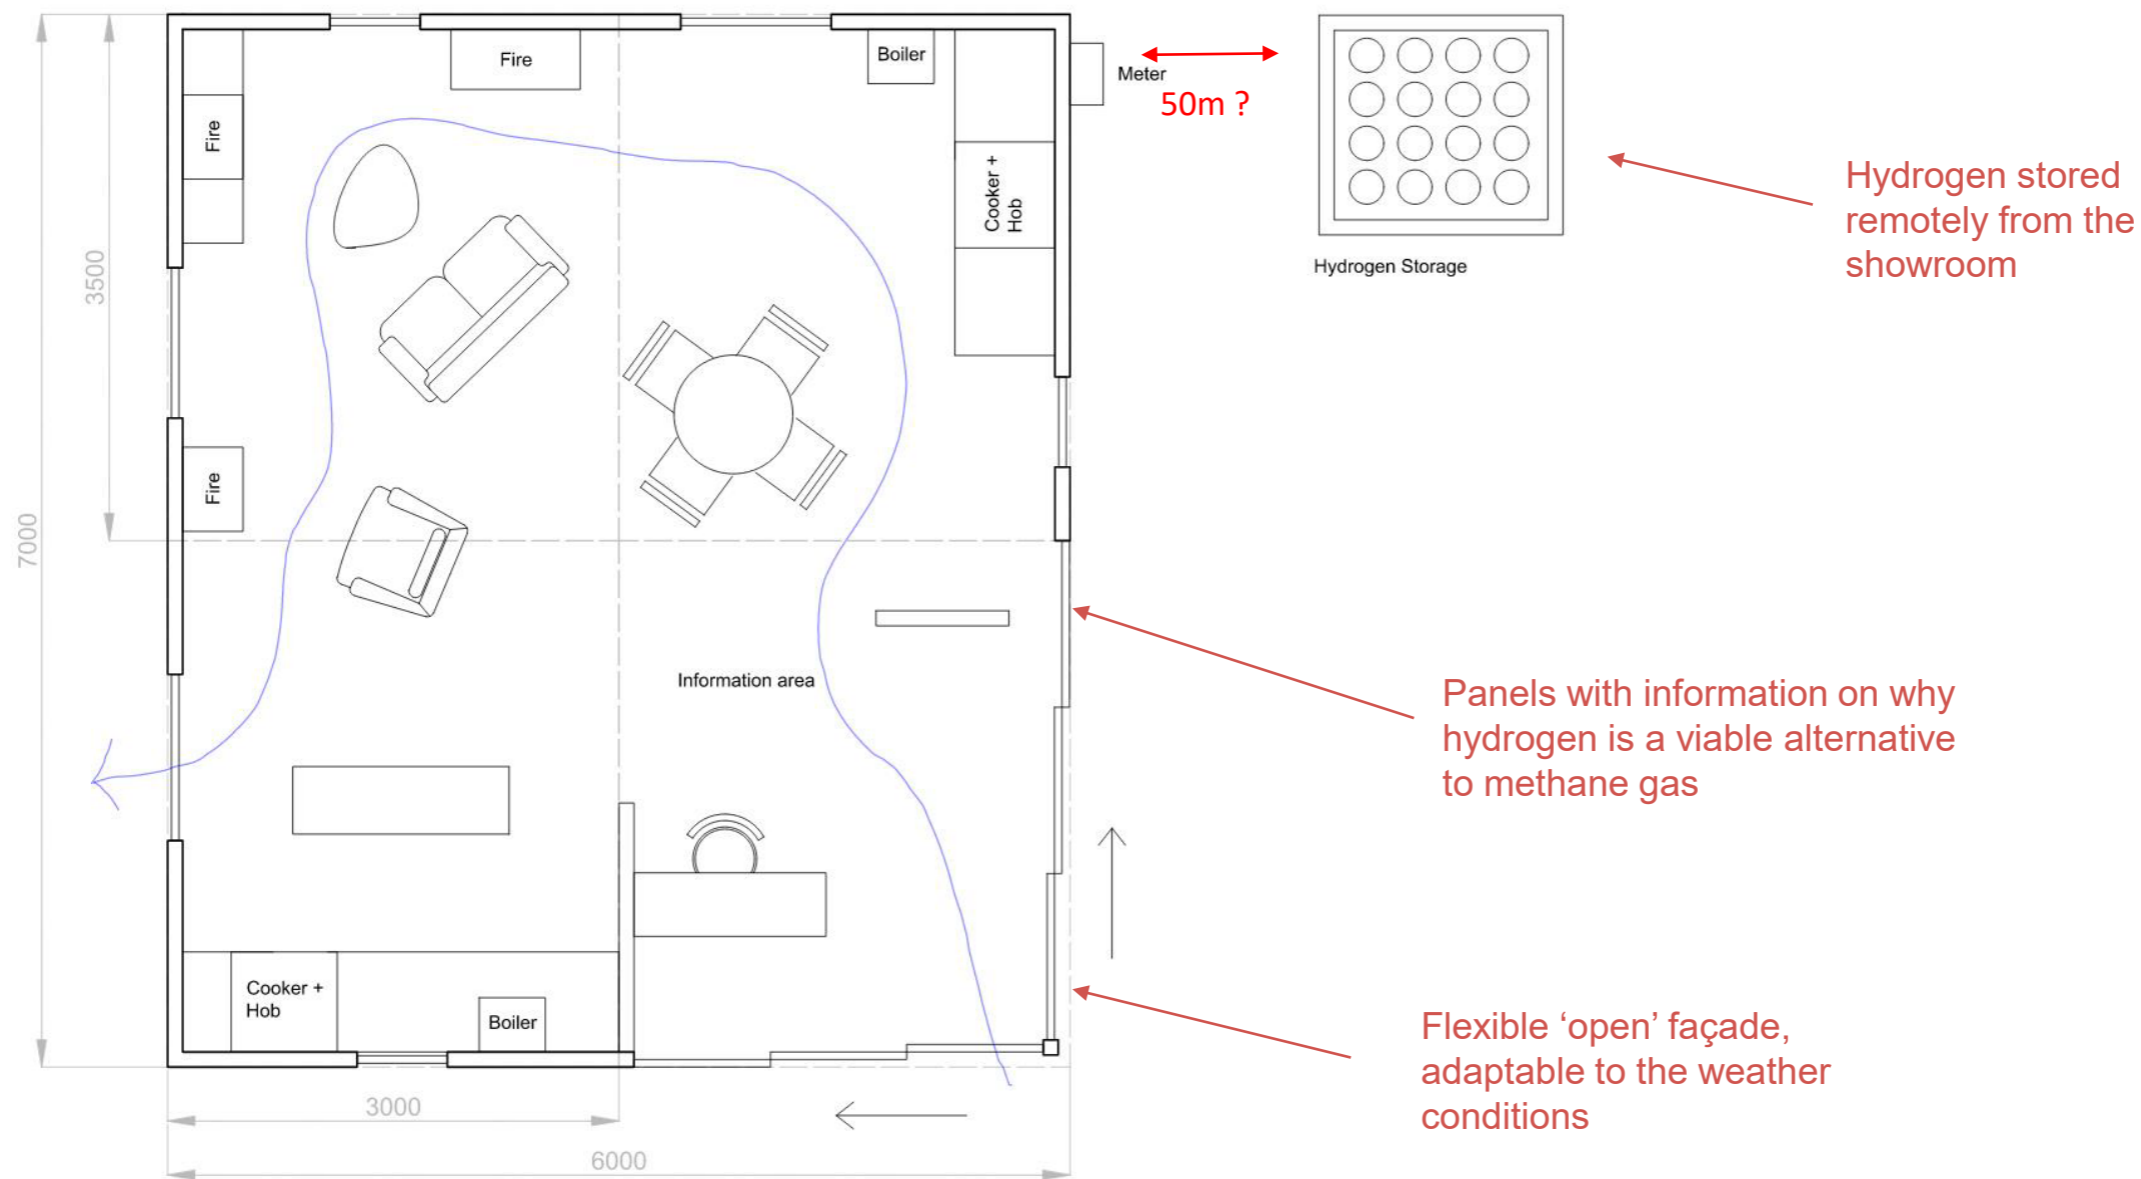 Fire
Boiler
Meter
50m ?
Fire
Cooker +
Hob
Hydrogen Storage
Hydrogen stored
remotely from the
showroom
3500
7000
Fire
Information area
Panels with information on why
hydrogen is a viable alternative
to methane gas
Cooker +
Hob
Boiler
Flexible ‘open’ façade,
adaptable to the weather
conditions
3000
6000